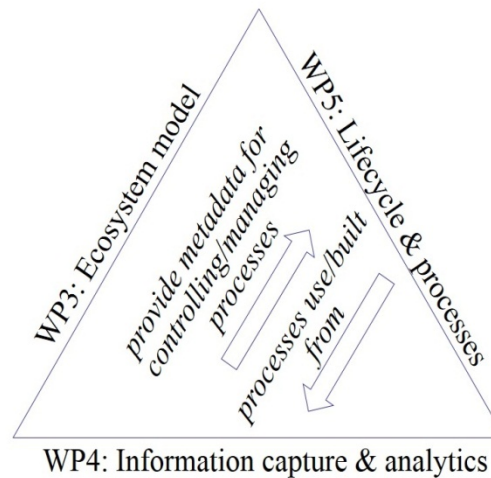 WP3: Ecosystem model
WP5: Lifecycle & processes
provide metadata for
controlling/managing
processes
processes use/built
from
WP4: Information capture & analytics